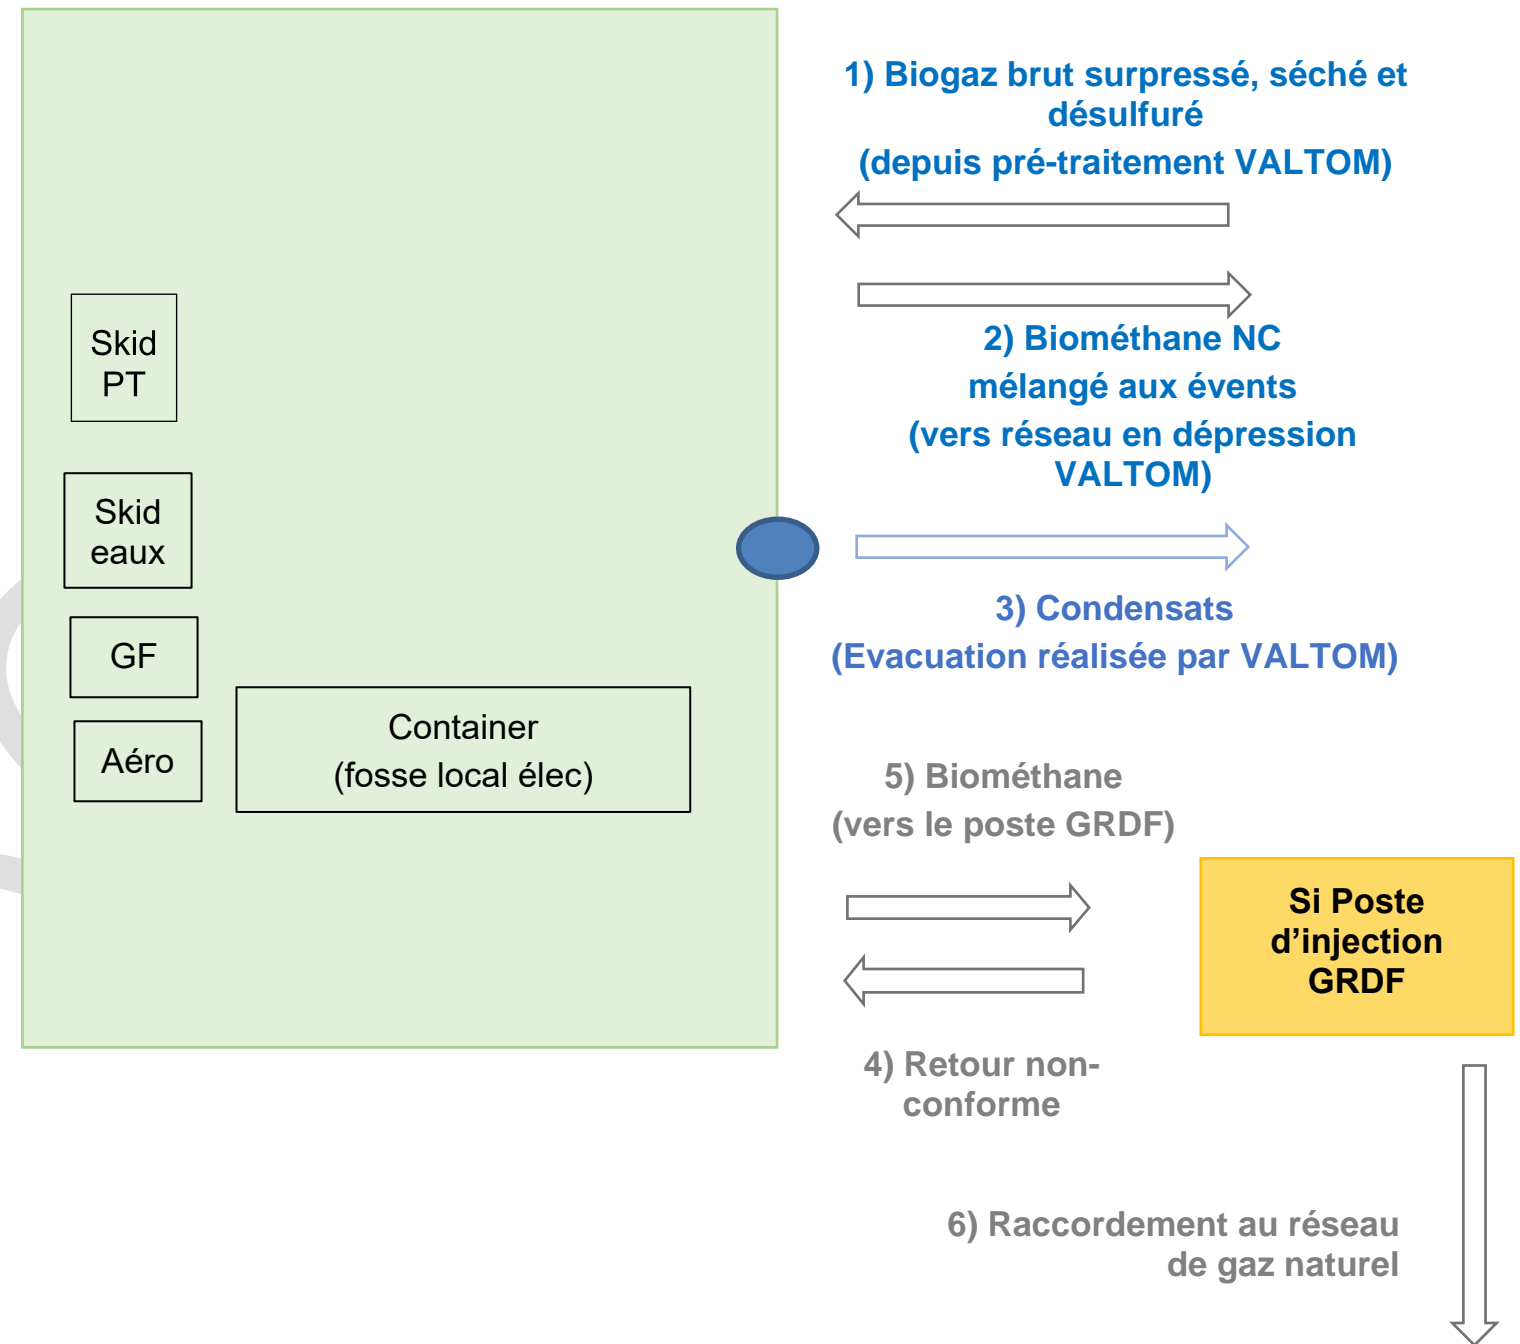 1) Biogaz brut surpressé, séché et
désulfuré
(depuis pré-traitement VALTOM)
2) Biométhane NC
mélangé aux évents
(vers réseau en dépression
VALTOM)
Skid
PT
Skid
eaux
3) Condensats
(Evacuation réalisée par VALTOM)
GF
Aéro
Container
(fosse local élec)
5) Biométhane
(vers le poste GRDF)
Si Poste
d’injection
GRDF
4) Retour non-
conforme
6) Raccordement au réseau
de gaz naturel